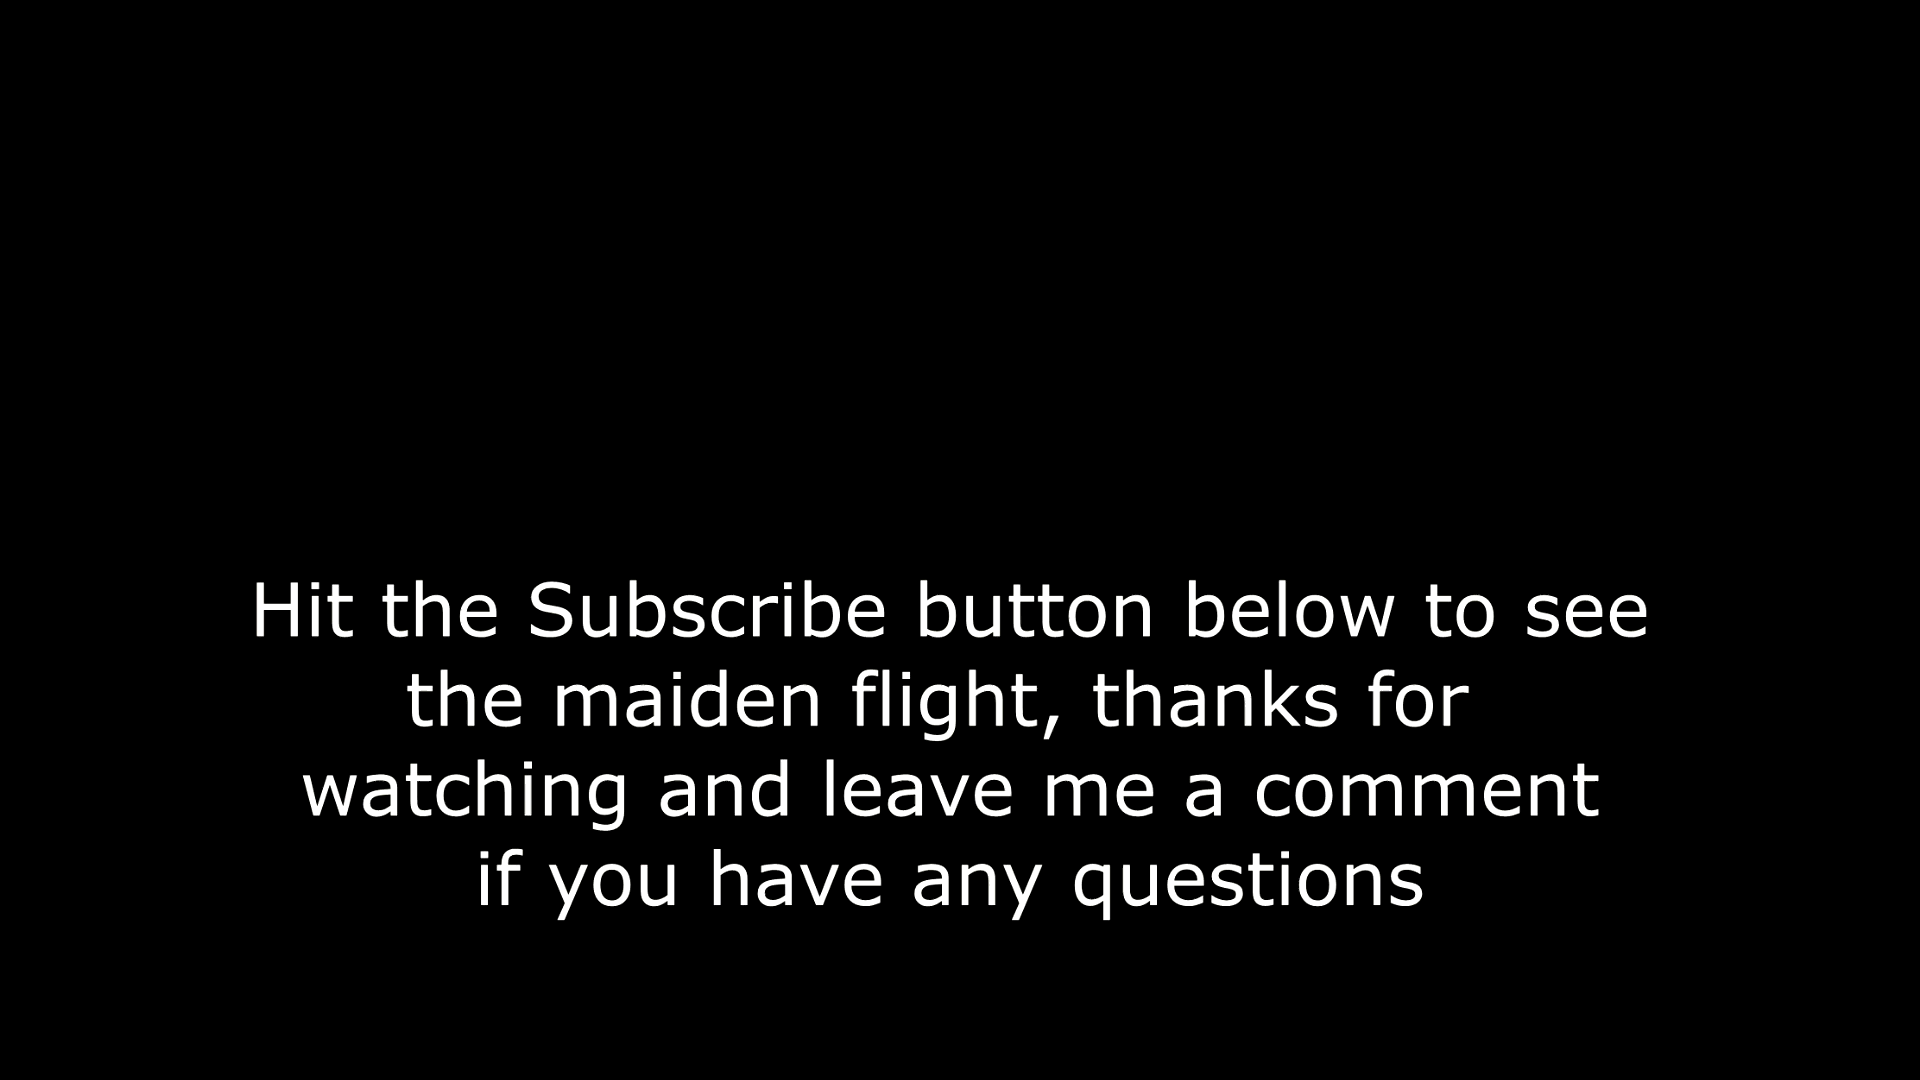 Hit the Subscribe button below to see
the maiden flight, thanks for
watching and leave me a comment
if you have any questions